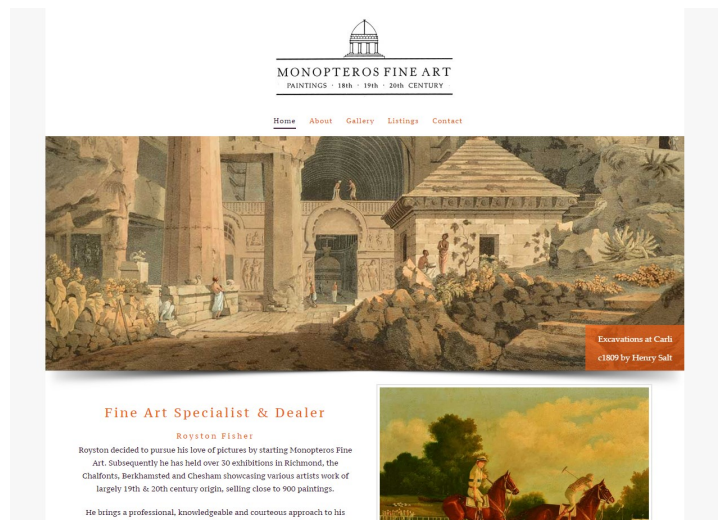 MONOPTEROS FINE ART
PAINTINGS · 18th · 19th · 20th CENTURY
Home About Gallery Listings Contact
Excavations at Carli
c1809 by Henry Salt
Fine Art Specialist & Dealer
Royston Fisher
Royston decided to pursue his love of pictures by starting Monopteros Fine
Art. Subsequently he has held over 30 exhibitions in Richmond, the
Chalfonts, Berkhamsted and Chesham showcasing various artists work of
largely 19th & 20th century origin, selling close to 900 paintings.
He brings a professional, knowledgeable and courteous approach to his